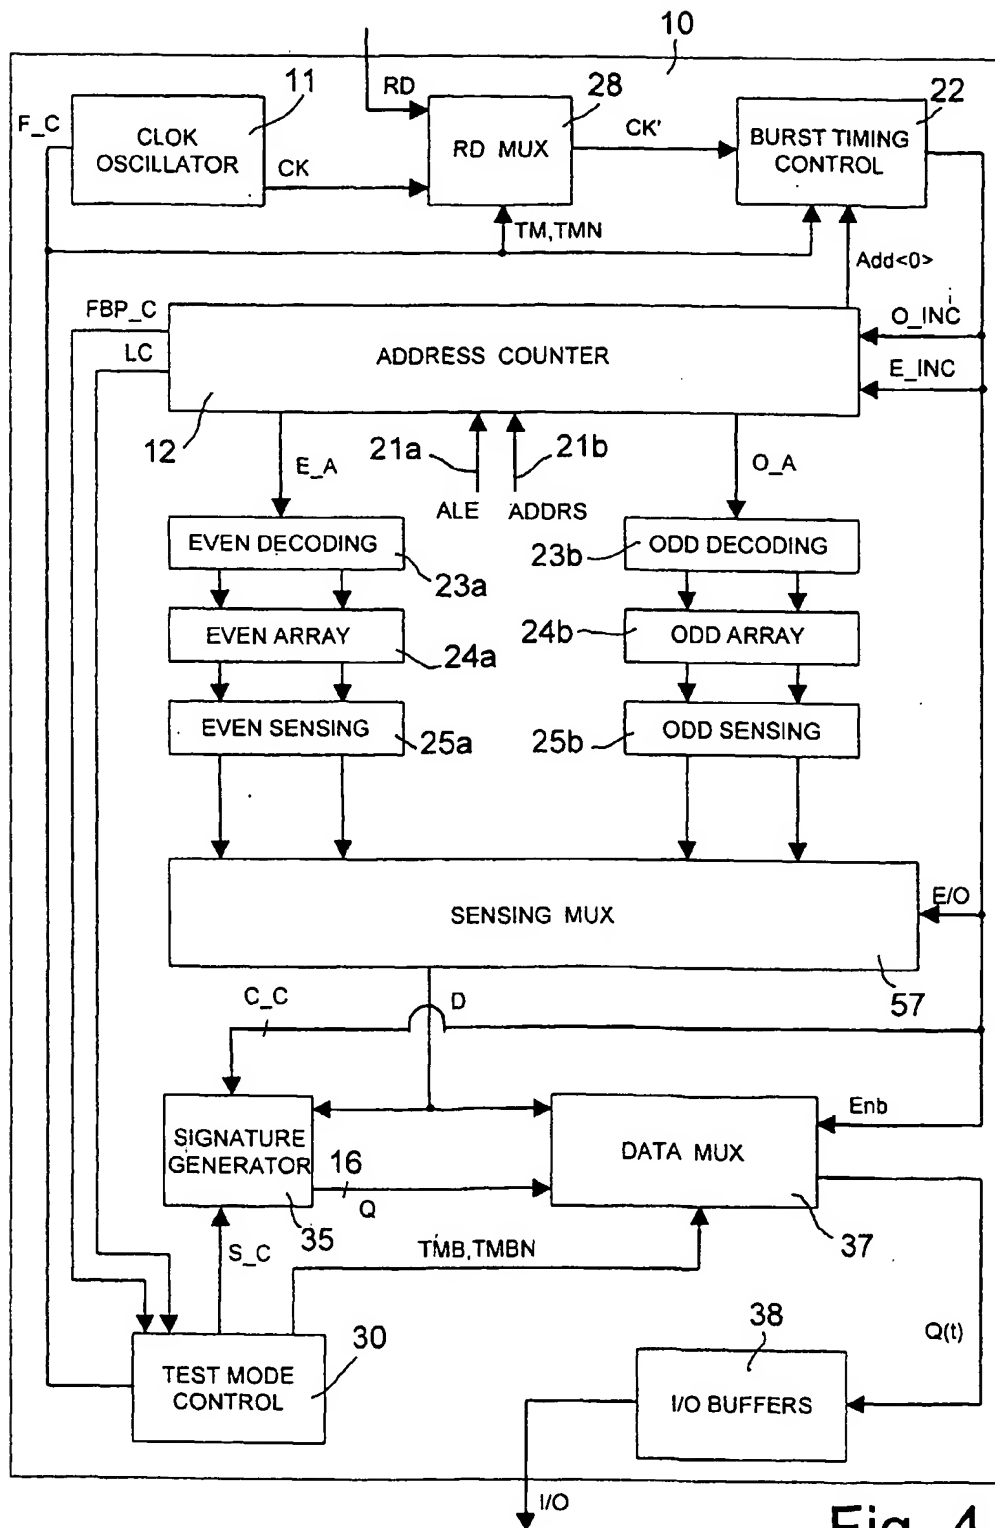 10
11
RD
28
22
F_C
CLOK
OSCILLATOR
CK
RD MUX
CK'
BURST TIMING
CONTROL
TM,TMN
Add<0>
FBP_C
LC
ADDRESS COUNTER
O_INC
E_INC
12
E_A
21a
21b
O_A
ALE
ADDRS
EVEN DECODING
23a
23b
ODD DECODING
EVEN ARRAY
24a
24b
ODD ARRAY
EVEN SENSING
25a
25b
ODD SENSING
SENSING MUX
E/O
57
C_C
D
SIGNATURE
GENERATOR
16
Q
35
DATA MUX
Enb
37
S_C
TMB,TMBN
TEST MODE
CONTROL
30
38
I/O BUFFERS
Q(t)
I/O
Fig. 4